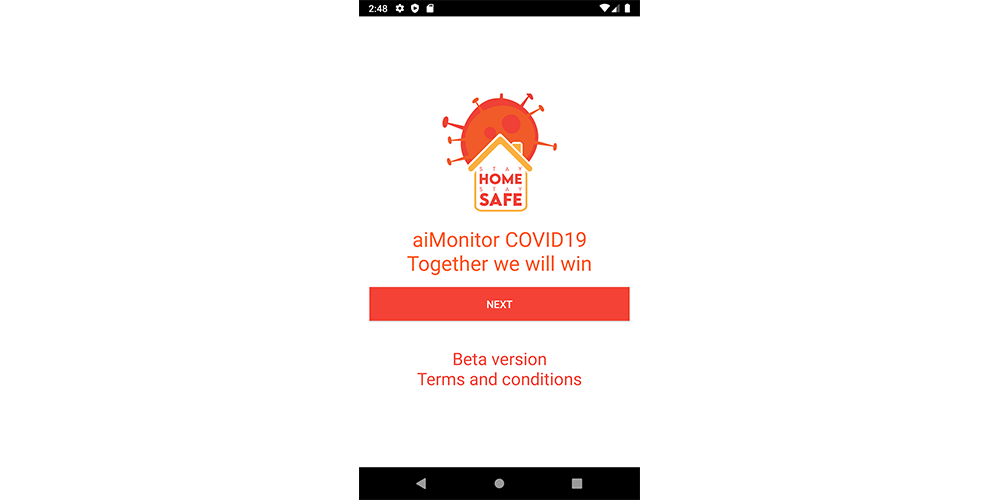 2:48
STAY
HOME
STAY
SAFE
aiMonitor COVID19
Together we will win
NEXT
Beta version
Terms and conditions